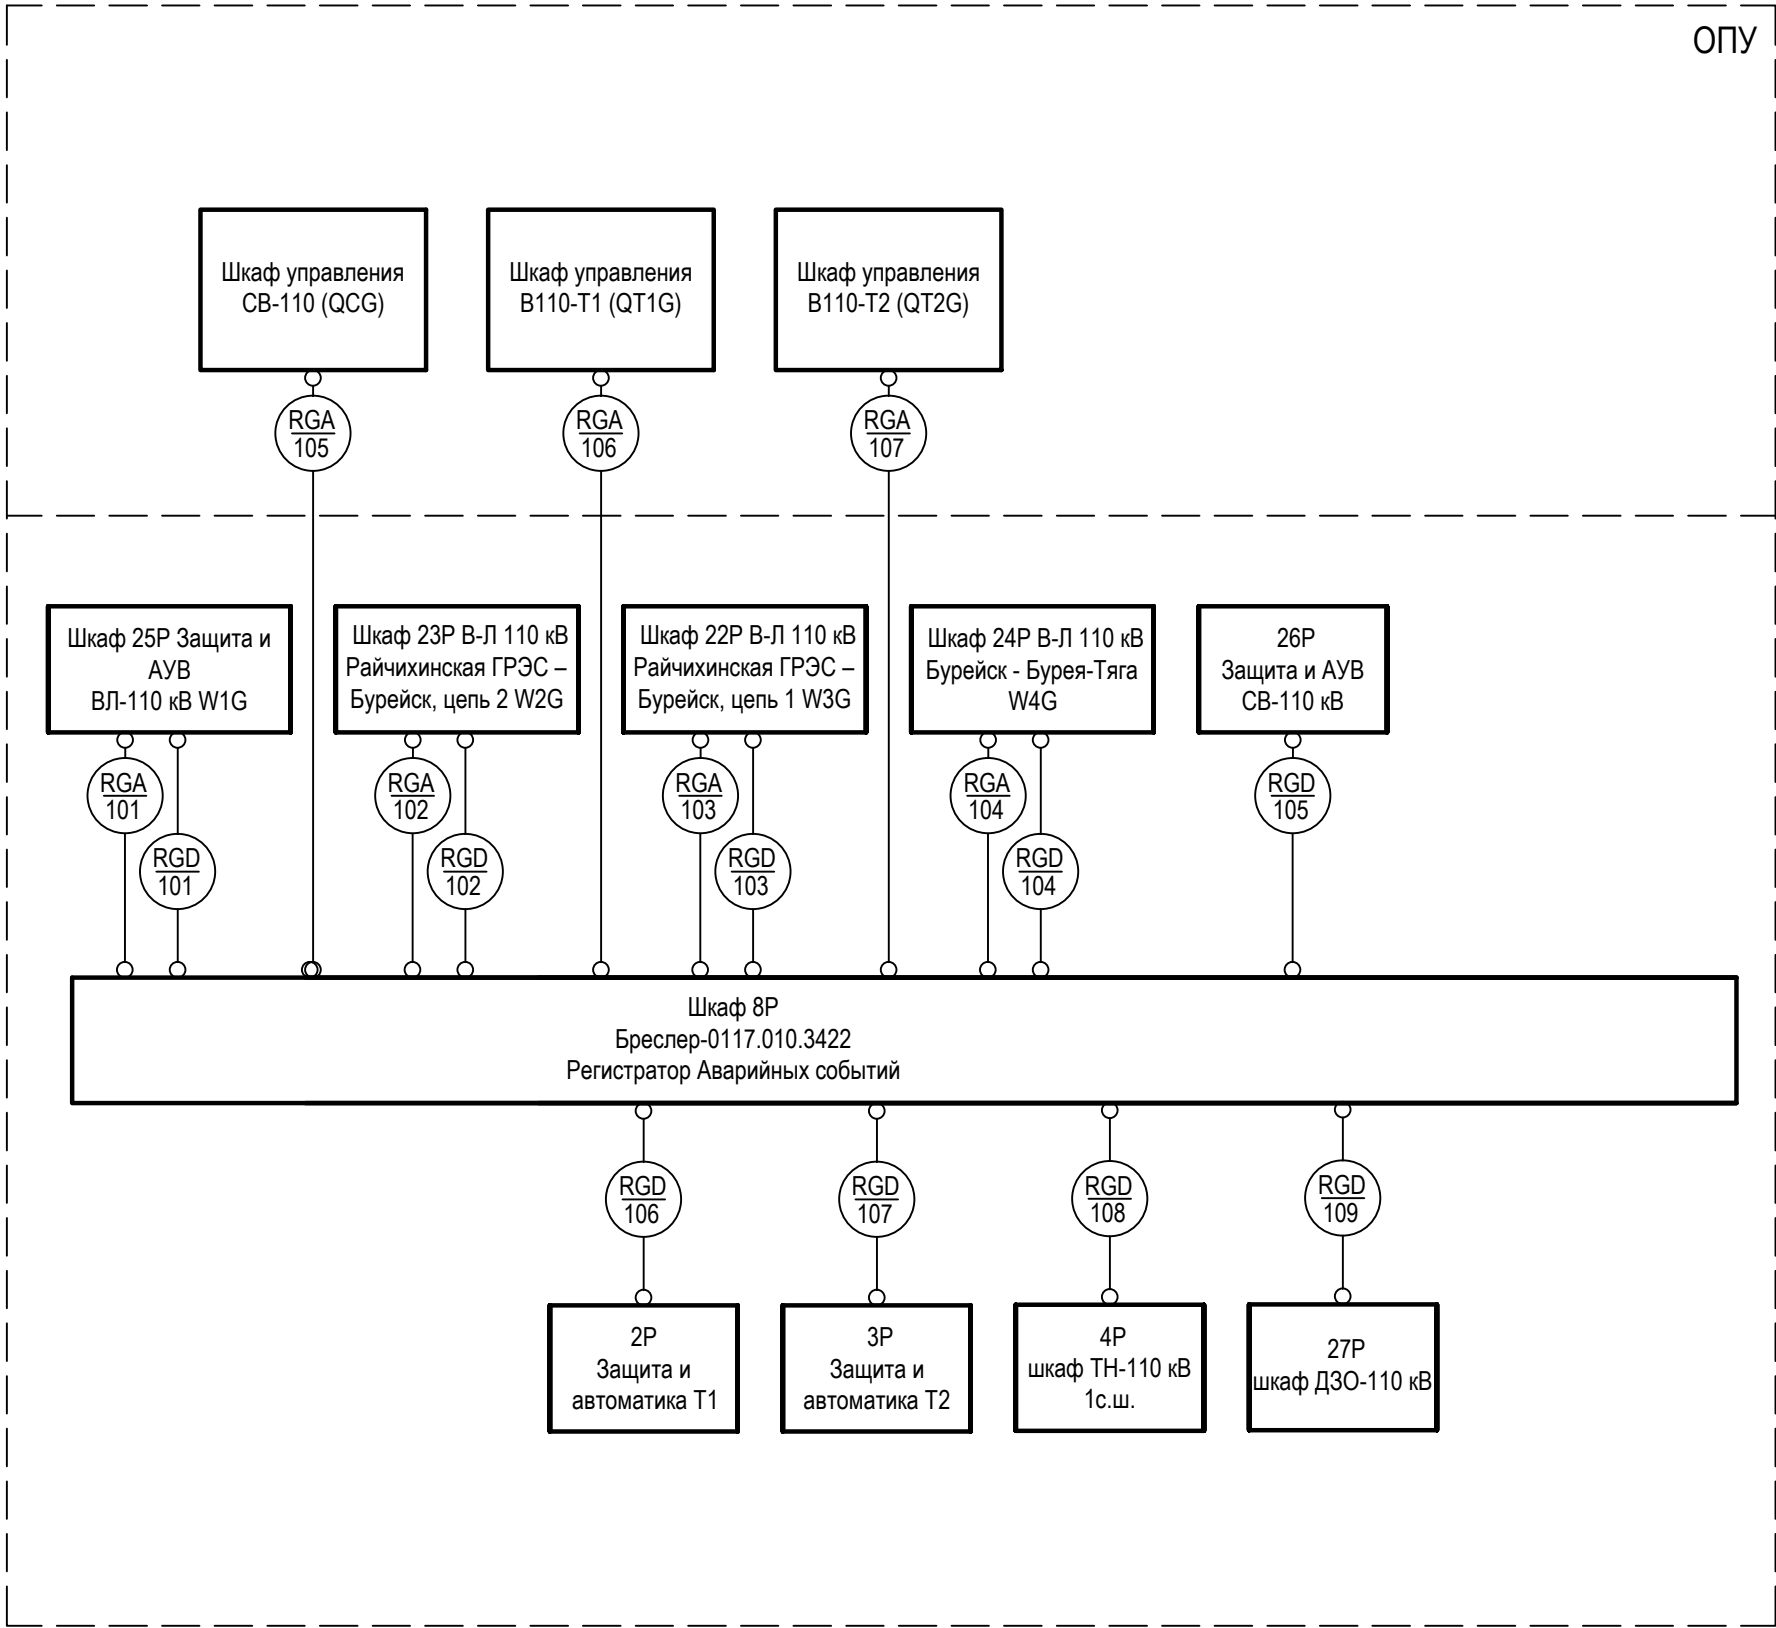 ОПУ
Шкаф управления
СВ-110 (QCG)
Шкаф управления
В110-Т1 (QT1G)
Шкаф управления
В110-Т2 (QT2G)
RGA
105
RGA
106
RGA
107
Шкаф 25Р Защита и
АУВ
ВЛ-110 кВ W1G
Шкаф 23Р В-Л 110 кВ
Райчихинская ГРЭС –
Бурейск, цепь 2 W2G
Шкаф 22Р В-Л 110 кВ
Райчихинская ГРЭС –
Бурейск, цепь 1 W3G
Шкаф 24Р В-Л 110 кВ
Бурейск - Бурея-Тяга
W4G
26Р
Защита и АУВ
СВ-110 кВ
RGA
101
RGD
101
RGA
102
RGD
102
RGA
103
RGD
103
RGA
104
RGD
104
RGD
105
Шкаф 8Р
Бреслер-0117.010.3422
Регистратор Аварийных событий
RGD
106
RGD
107
RGD
108
RGD
109
2Р
Защита и
автоматика Т1
3Р
Защита и
автоматика Т2
4Р
шкаф ТН-110 кВ
1с.ш.
27Р
шкаф ДЗО-110 кВ